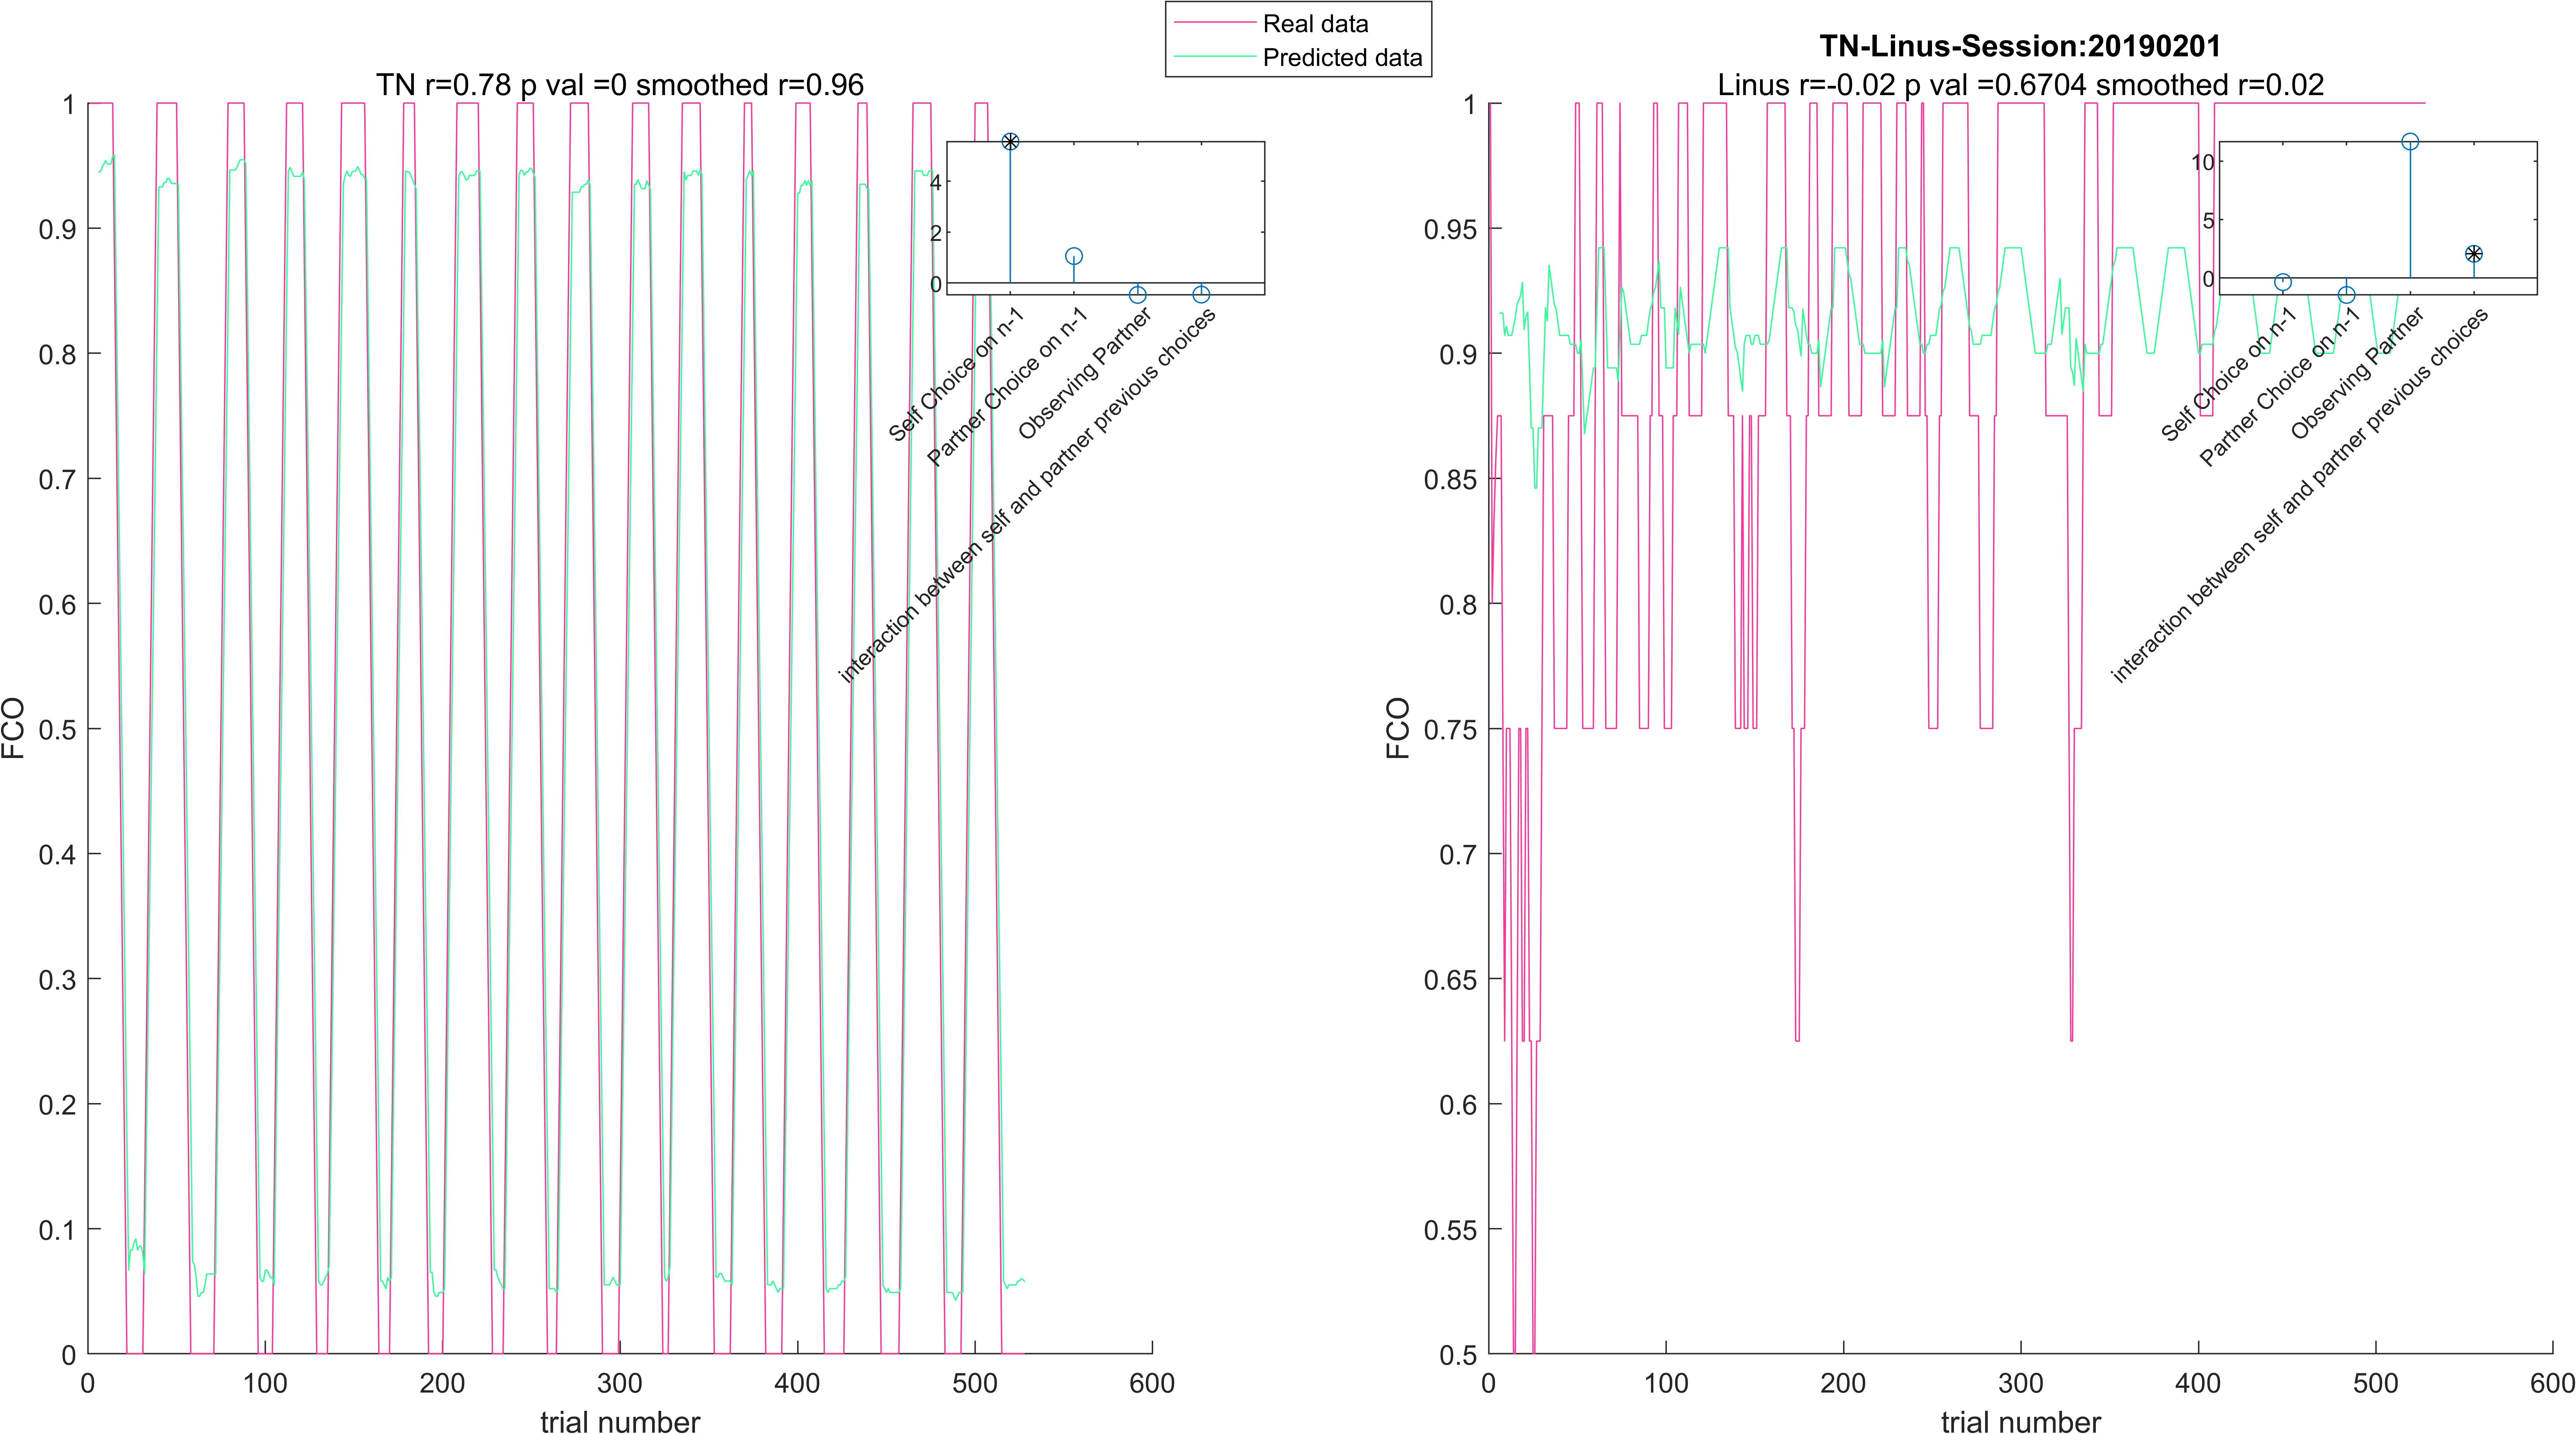 Real data
Predicted data
TN r=0.78 p val =0 smoothed r=0.96
1
0.9
0.8
0.7
0.6
0.5
0.4
0.3
0.2
0.1
0
FCO
0
100
200
300
400
500
600
trial number
4
2
0
Self Choice on n-1
Partner Choice on n-1
Observing Partner
interaction between self and partner previous choices
TN-Linus-Session:20190201
Linus r=-0.02 p val =0.6704 smoothed r=0.02
1
0.95
0.9
0.85
0.8
0.75
0.7
0.65
0.6
0.55
0.5
FCO
0
100
200
300
400
500
600
trial number
10
5
0
Self Choice on n-1
Partner Choice on n-1
Observing Partner
interaction between self and partner previous choices